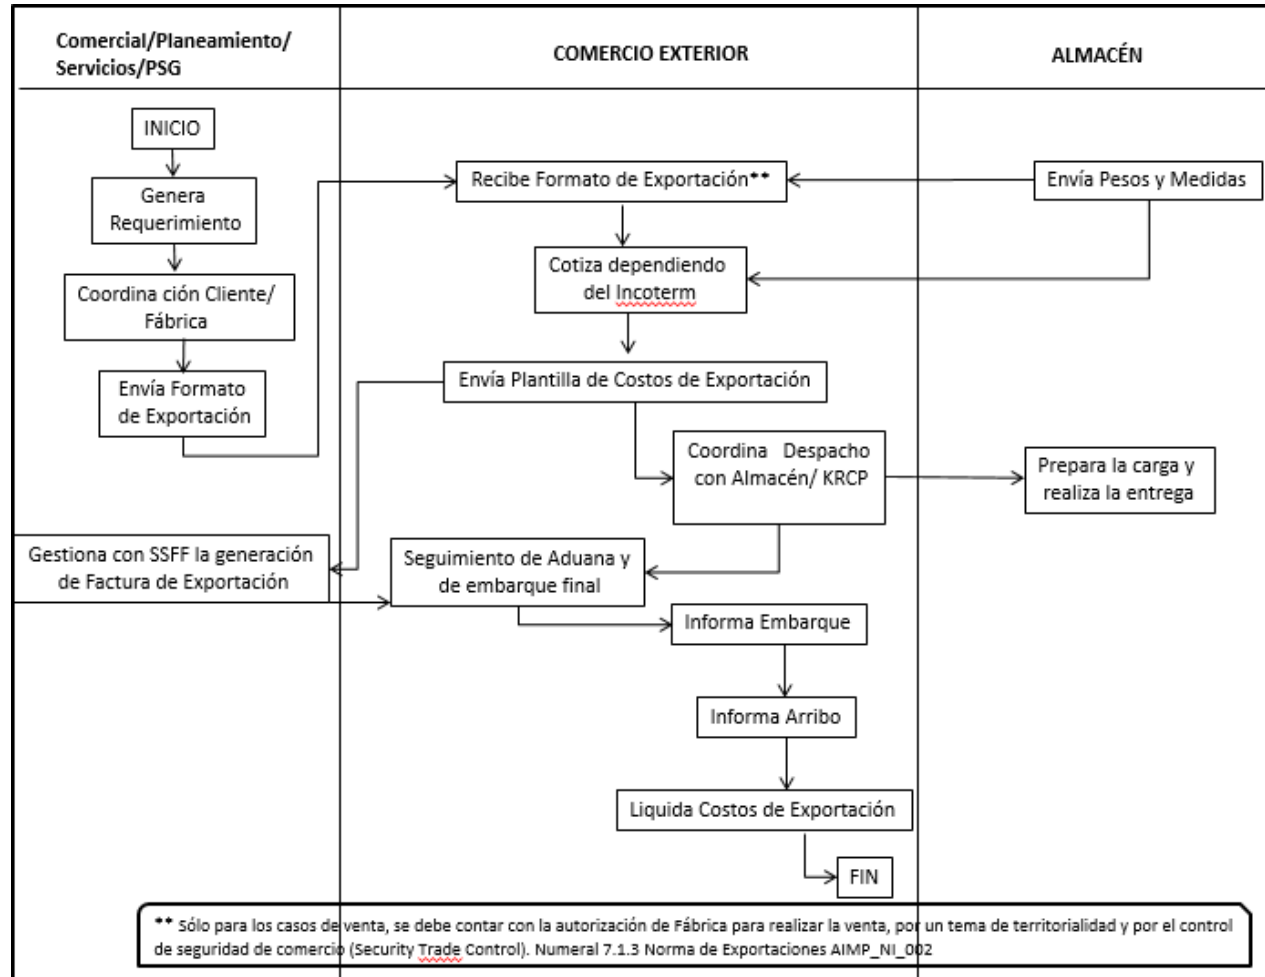 Comercial/Planeamiento/
Servicios/PSG
COMERCIO EXTERIOR
ALMACÉN
INICIO
Genera
Requerimiento
Coordina ción Cliente/
Fábrica
Envía Formato
de Exportación
Recibe Formato de Exportación**
Envía Pesos y Medidas
Cotiza dependiendo
del Incoterm
Envía Plantilla de Costos de Exportación
Coordina Despacho
con Almacén/ KRCP
Prepara la carga y
realiza la entrega
Gestiona con SSFF la generación
de Factura de Exportación
Seguimiento de Aduana y
de embarque final
Informa Embarque
Informa Arribo
Liquida Costos de Exportación
FIN
** Sólo para los casos de venta, se debe contar con la autorización de Fábrica para realizar la venta, por un tema de territorialidad y por el control
de seguridad de comercio (Security Trade Control). Numeral 7.1.3 Norma de Exportaciones AIMP_NI_002